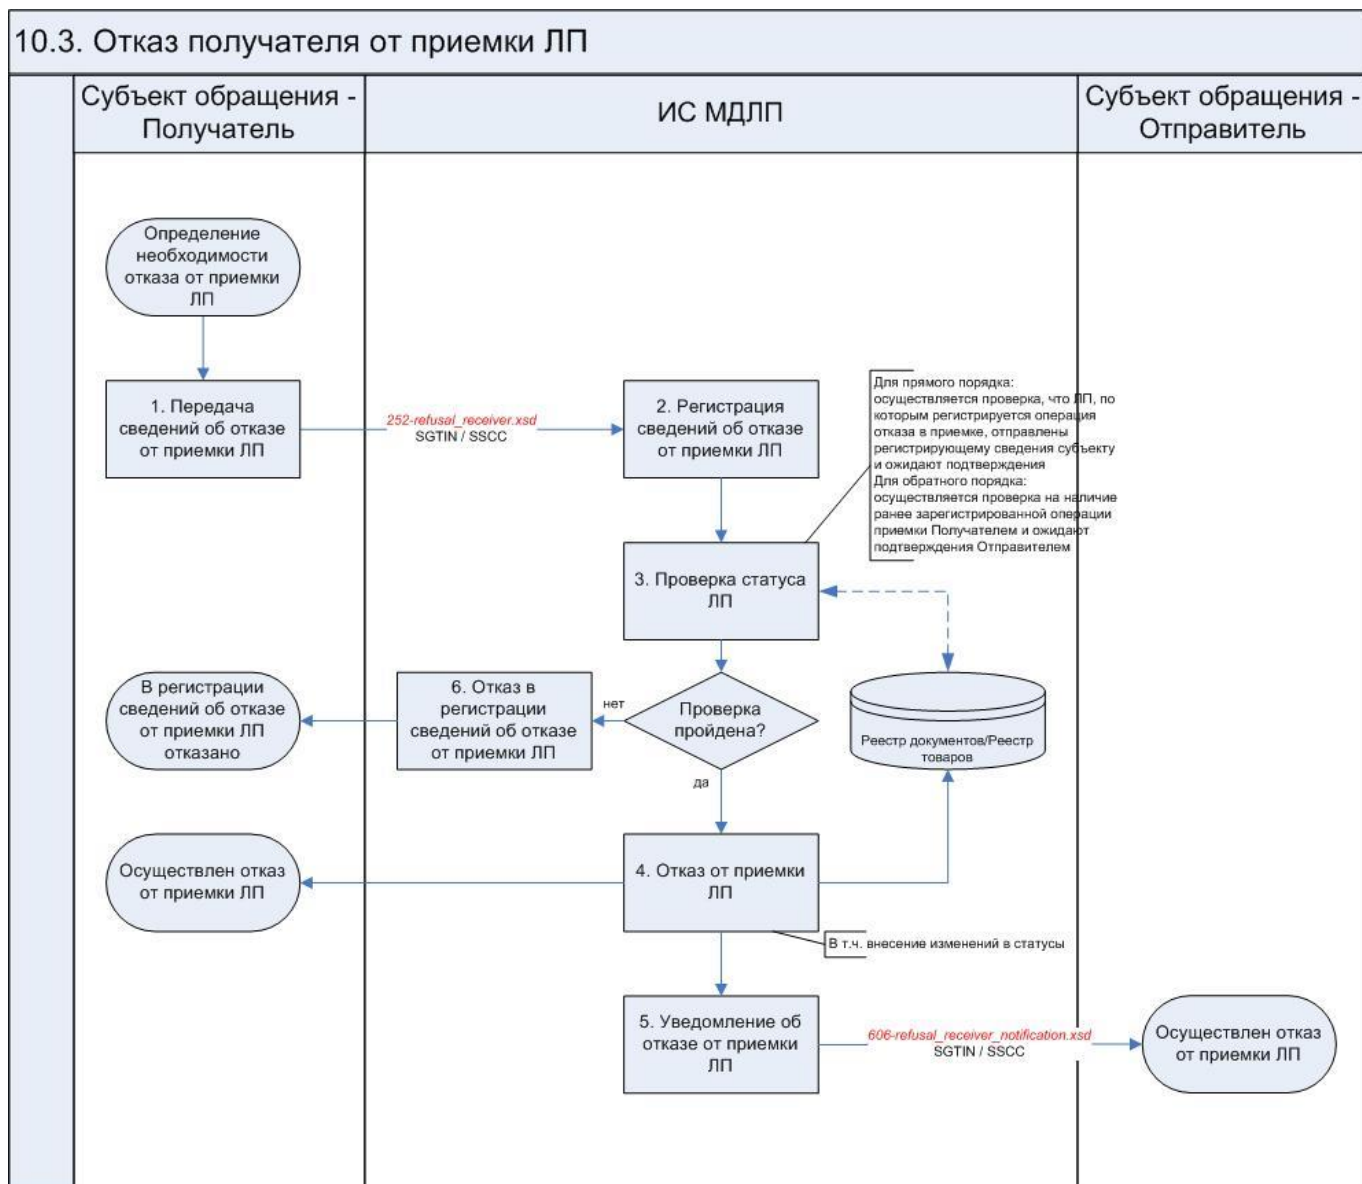 10.3. Отказ получателя от приемки ЛП
Субъект обращения -
Получатель
ИС МДЛП
Субъект обращения -
Отправитель
Определение
необходимости
отказа от приемки
ЛП
1. Передача
сведений об отказе
от приемки ЛП
252-refusal_receiver.xsd
SGTIN / SSCC
2. Регистрация
сведений об отказе
от приемки ЛП
Для прямого порядка:
осуществляется проверка, что ЛП, по
которым регистрируется операция
отказа в приемке, отправлены
регистрирующему сведения субъекту
и ожидают подтверждения
Для обратного порядка:
осуществляется проверка на наличие
ранее зарегистрированной операции
приемки Получателем и ожидают
подтверждения Отправителем
3. Проверка статуса
ЛП
В регистрации
сведений об отказе
от приемки ЛП
отказано
6. Отказ в
регистрации
сведений об отказе
от приемки ЛП
нет
Проверка
пройдена?
Реестр документов/Реестр
товаров
да
Осуществлен отказ
от приемки ЛП
4. Отказ от приемки
ЛП
В т.ч. внесение изменений в статусы
5. Уведомление об
отказе от приемки
ЛП
606-refusal_receiver_notification.xsd
SGTIN / SSCC
Осуществлен отказ
от приемки ЛП